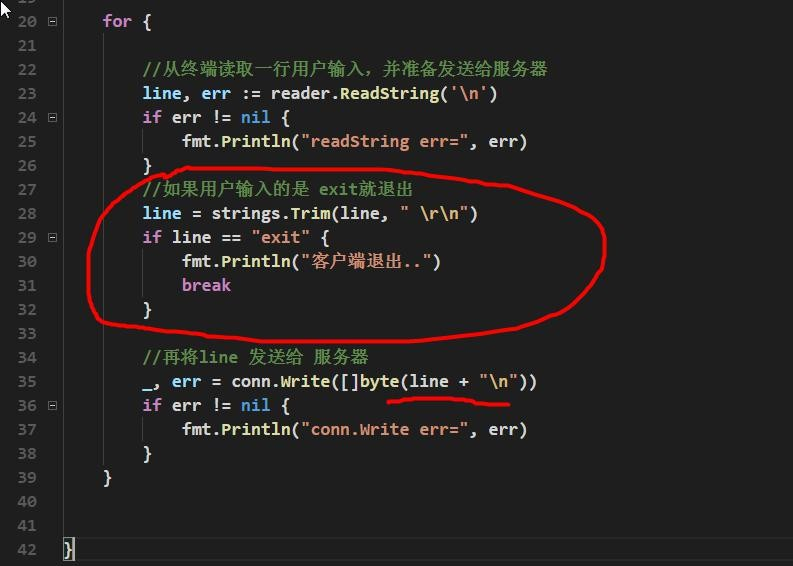 20 for {
21
22 //从终端读取一行用户输入，并准备发送给服务器
23 line, err := reader.ReadString('\n')
24 if err != nil {
25 fmt.Println("readString err=", err)
26 }
27 //如果用户输入的是 exit就退出
28 line = strings.Trim(line, " \r\n")
29 if line == "exit" {
30 fmt.Println("客户端退出..")
31 break
32 }
33
34 //再将line 发送给 服务器
35 _, err = conn.Write([]byte(line + "\n"))
36 if err != nil {
37 fmt.Println("conn.Write err=", err)
38 }
39 }
40
41
42 }